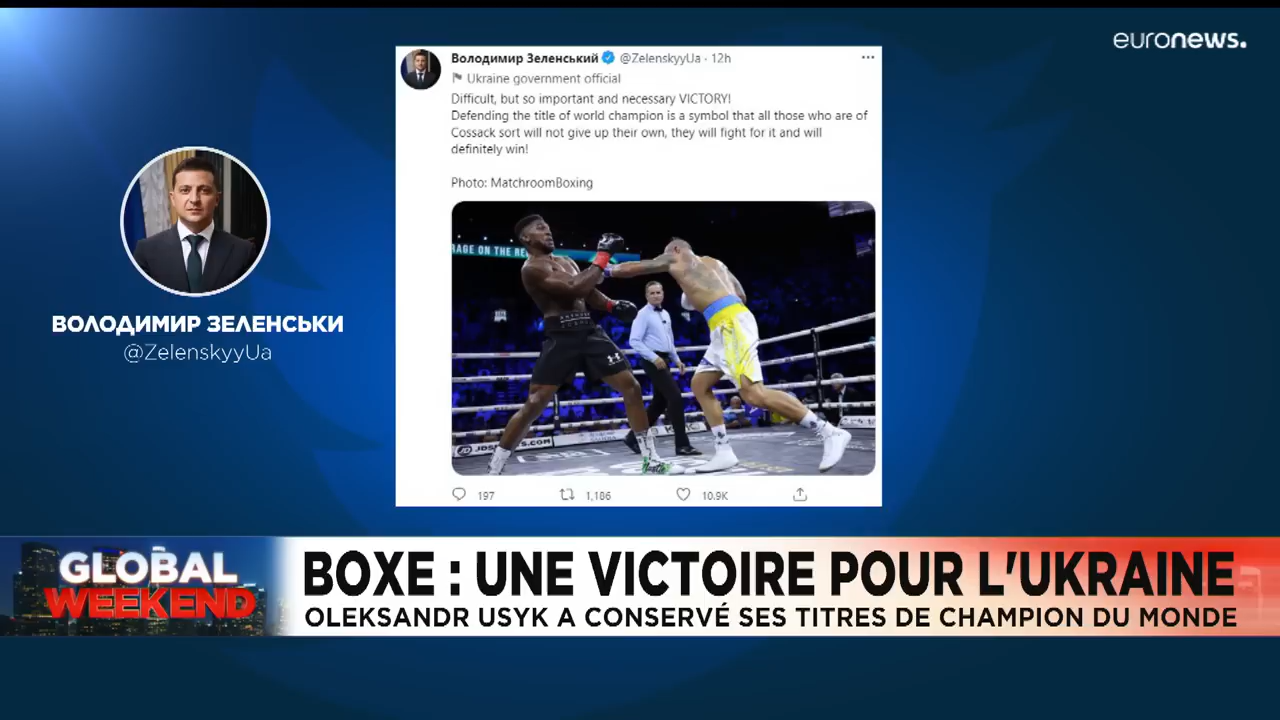 euronews.
Володимир Зеленський @ZelenskyyUa · 12h
Ukraine government official
Difficult, but so important and necessary VICTORY!
Defending the title of world champion is a symbol that all those who are of
Cossack sort will not give up their own, they will fight for it and will
definitely win!
Photo: MatchroomBoxing
RAGE ON THE RE
JDSPORTS.COM
197 1,186 10.9K
ВОЛОДИМИР ЗЕЛЕНСЬКИ
@ZelenskyyUa
GLOBAL
WEEKEND
BOXE : UNE VICTOIRE POUR L'UKRAINE
OLEKSANDR USYK A CONSERVÉ SES TITRES DE CHAMPION DU MONDE